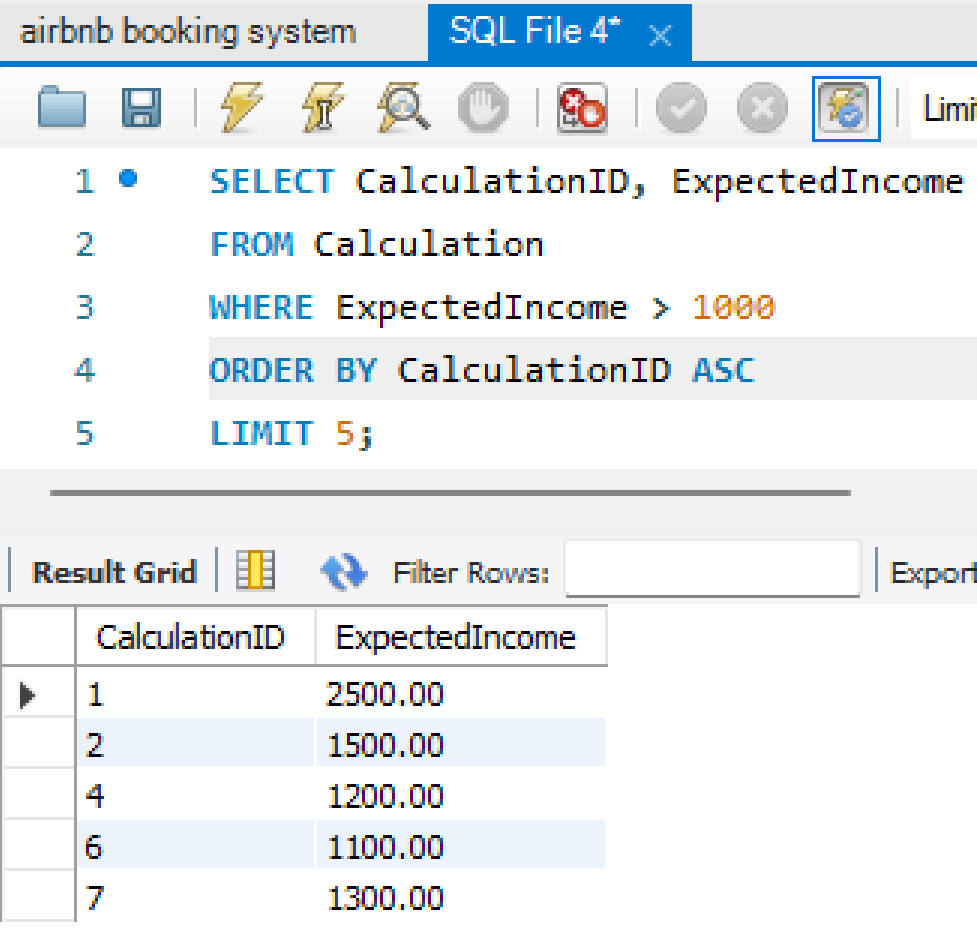 airbnb booking system SQL File 4* ×
1 SELECT CalculationID, ExpectedIncome
2 FROM Calculation
3 WHERE ExpectedIncome > 1000
4 ORDER BY CalculationID ASC
5 LIMIT 5;
Result Grid Filter Rows: Export
CalculationID ExpectedIncome
1 2500.00
2 1500.00
4 1200.00
6 1100.00
7 1300.00